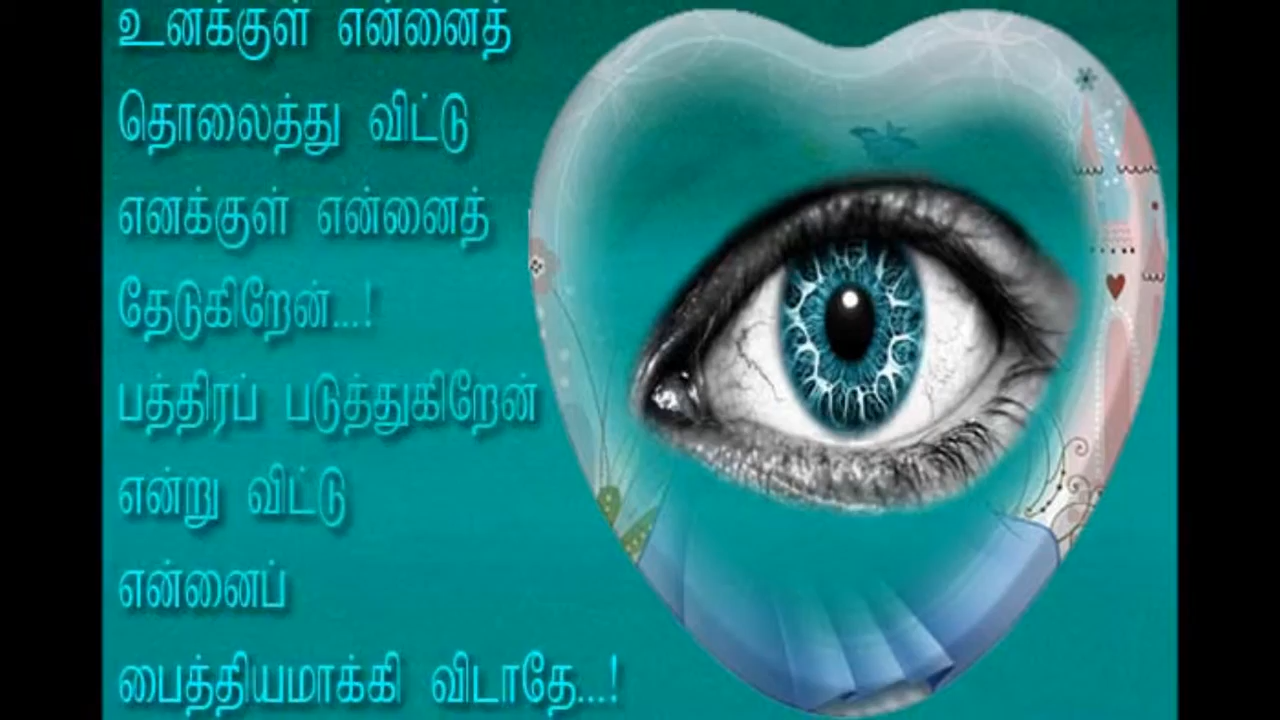 உனக்குள் என்னைத்
தொலைத்து விட்டு
எனக்குள் என்னைத்
தேடுகிறேன்...!
பத்திரப் படுத்துகிறேன்
என்று விட்டு
என்னைப்
பைத்தியமாக்கி விடாதே...!